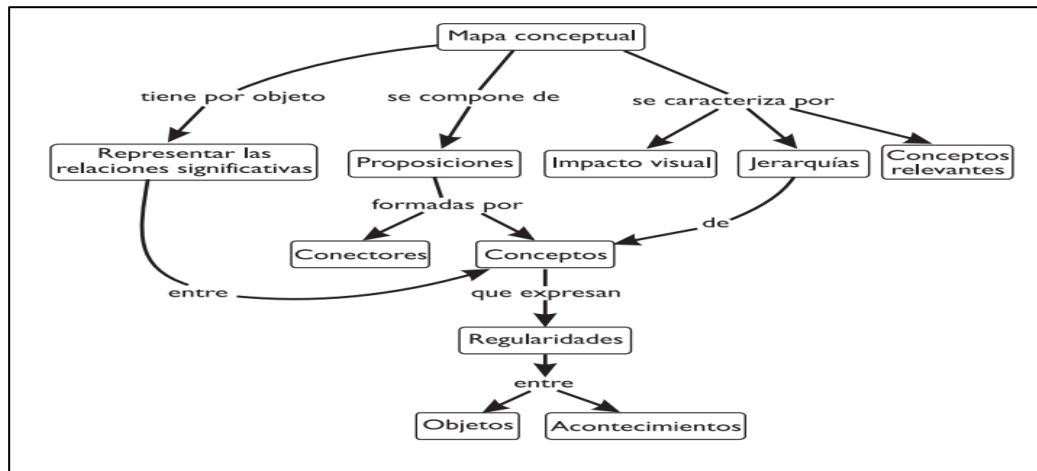 Mapa conceptual
tiene por objeto
se compone de
se caracteriza por
Representar las
relaciones significativas
Proposiciones
Impacto visual
Jerarquías
Conceptos
relevantes
formadas por
de
Conectores
Conceptos
entre
que expresan
Regularidades
entre
Objetos
Acontecimientos